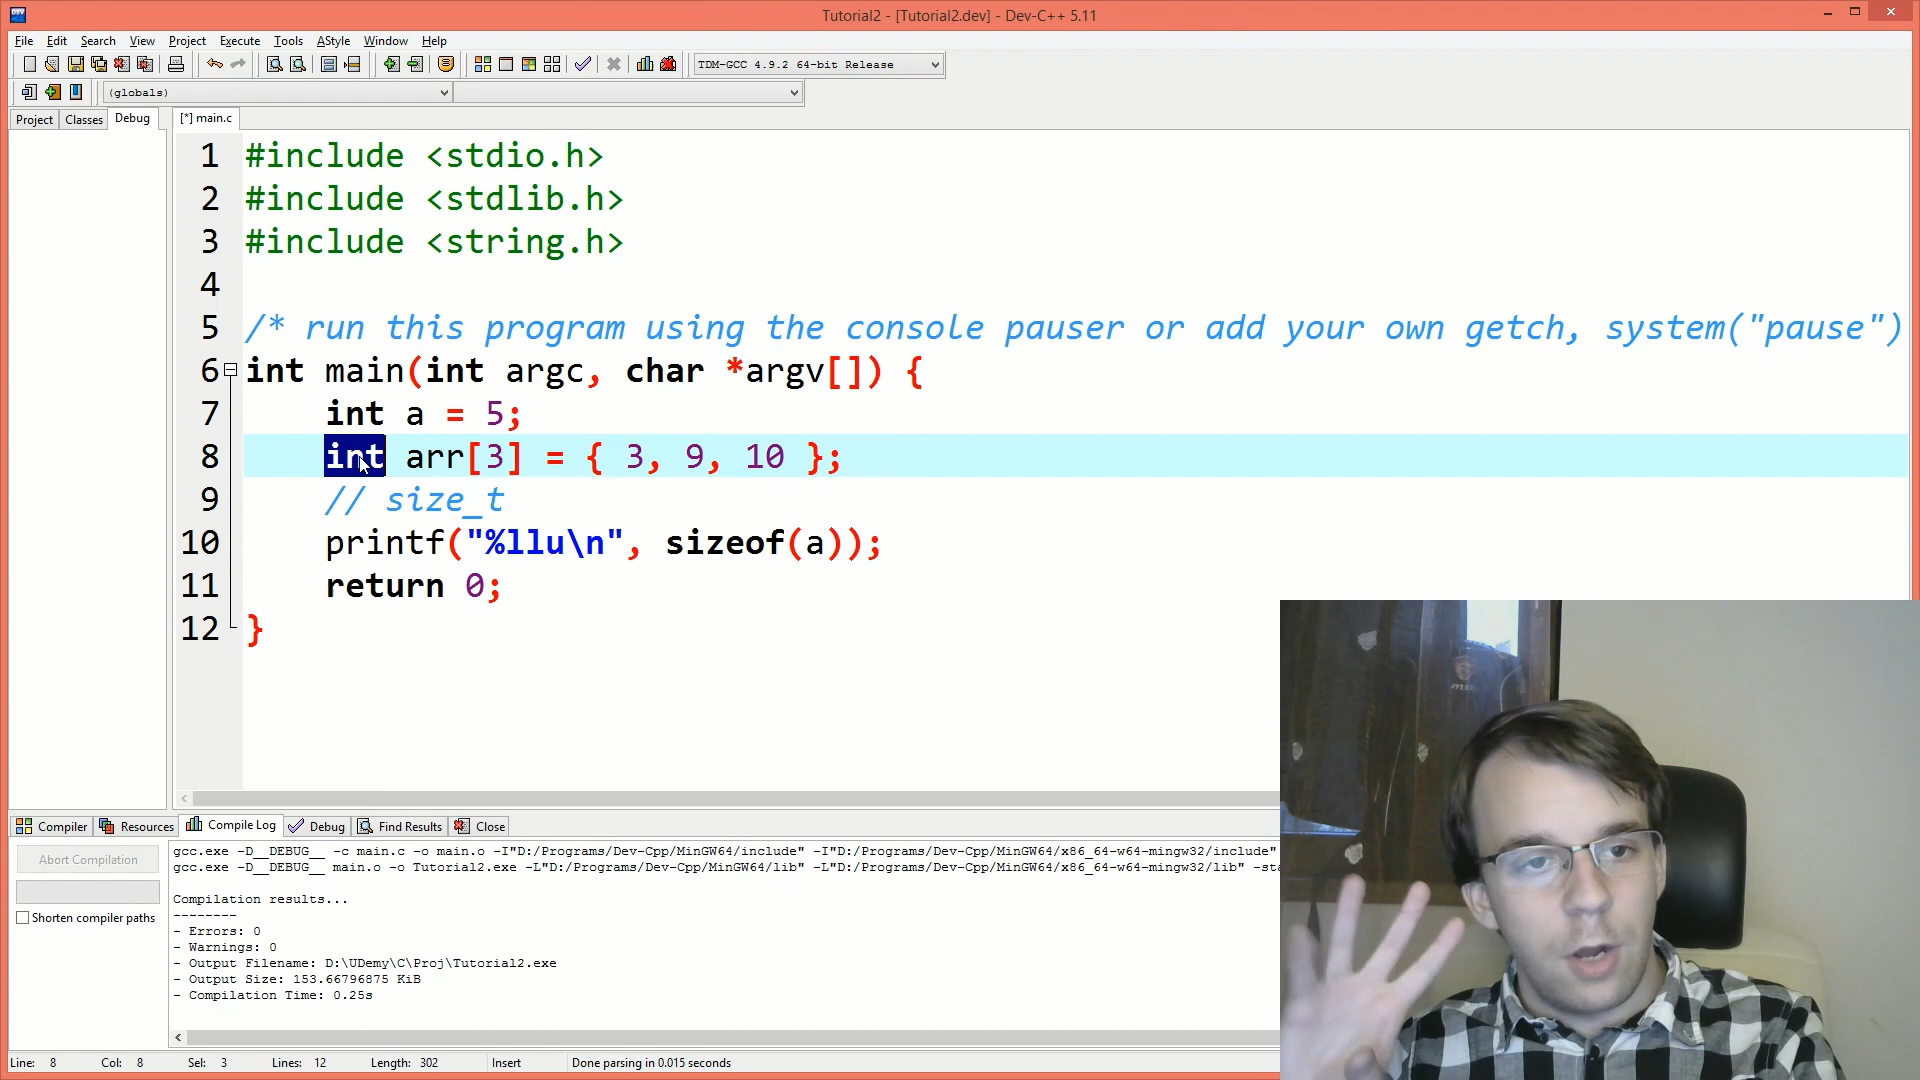 Tutorial2 - [Tutorial2.dev] - Dev-C++ 5.11
File Edit Search View Project Execute Tools AStyle Window Help
TDM-GCC 4.9.2 64-bit Release
(globals)
Project Classes Debug [*] main.c
1 #include <stdio.h>
2 #include <stdlib.h>
3 #include <string.h>
4
5 /* run this program using the console pauser or add your own getch, system("pause")
6 int main(int argc, char *argv[]) {
7 int a = 5;
8 int arr[3] = { 3, 9, 10 };
9 // size_t
10 printf("%llu\n", sizeof(a));
11 return 0;
12 }
Compiler Resources Compile Log Debug Find Results Close
Abort Compilation
Shorten compiler paths
gcc.exe -D__DEBUG__ -c main.c -o main.o -I"D:/Programs/Dev-Cpp/MinGW64/include" -I"D:/Programs/Dev-Cpp/MinGW64/x86_64-w64-mingw32/include"
gcc.exe -D__DEBUG__ main.o -o Tutorial2.exe -L"D:/Programs/Dev-Cpp/MinGW64/lib" -L"D:/Programs/Dev-Cpp/MinGW64/x86_64-w64-mingw32/lib" -sta
Compilation results...
--------
- Errors: 0
- Warnings: 0
- Output Filename: D:\UDemy\C\Proj\Tutorial2.exe
- Output Size: 153.66796875 KiB
- Compilation Time: 0.25s
Line: 8 Col: 8 Sel: 3 Lines: 12 Length: 302 Insert Done parsing in 0.015 seconds
msi